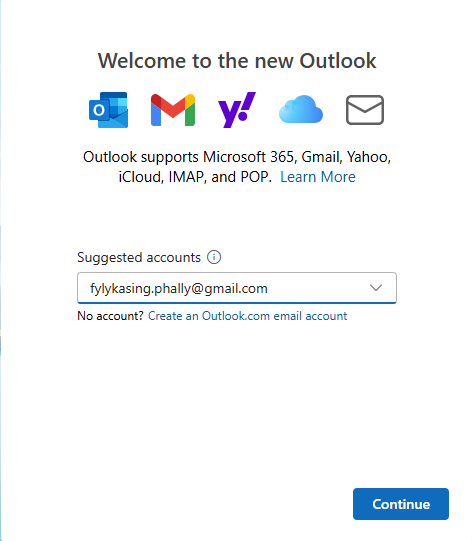 Welcome to the new Outlook
Outlook supports Microsoft 365, Gmail, Yahoo,
iCloud, IMAP, and POP. Learn More
Suggested accounts
fylykasing.phally@gmail.com
No account? Create an Outlook.com email account
Continue